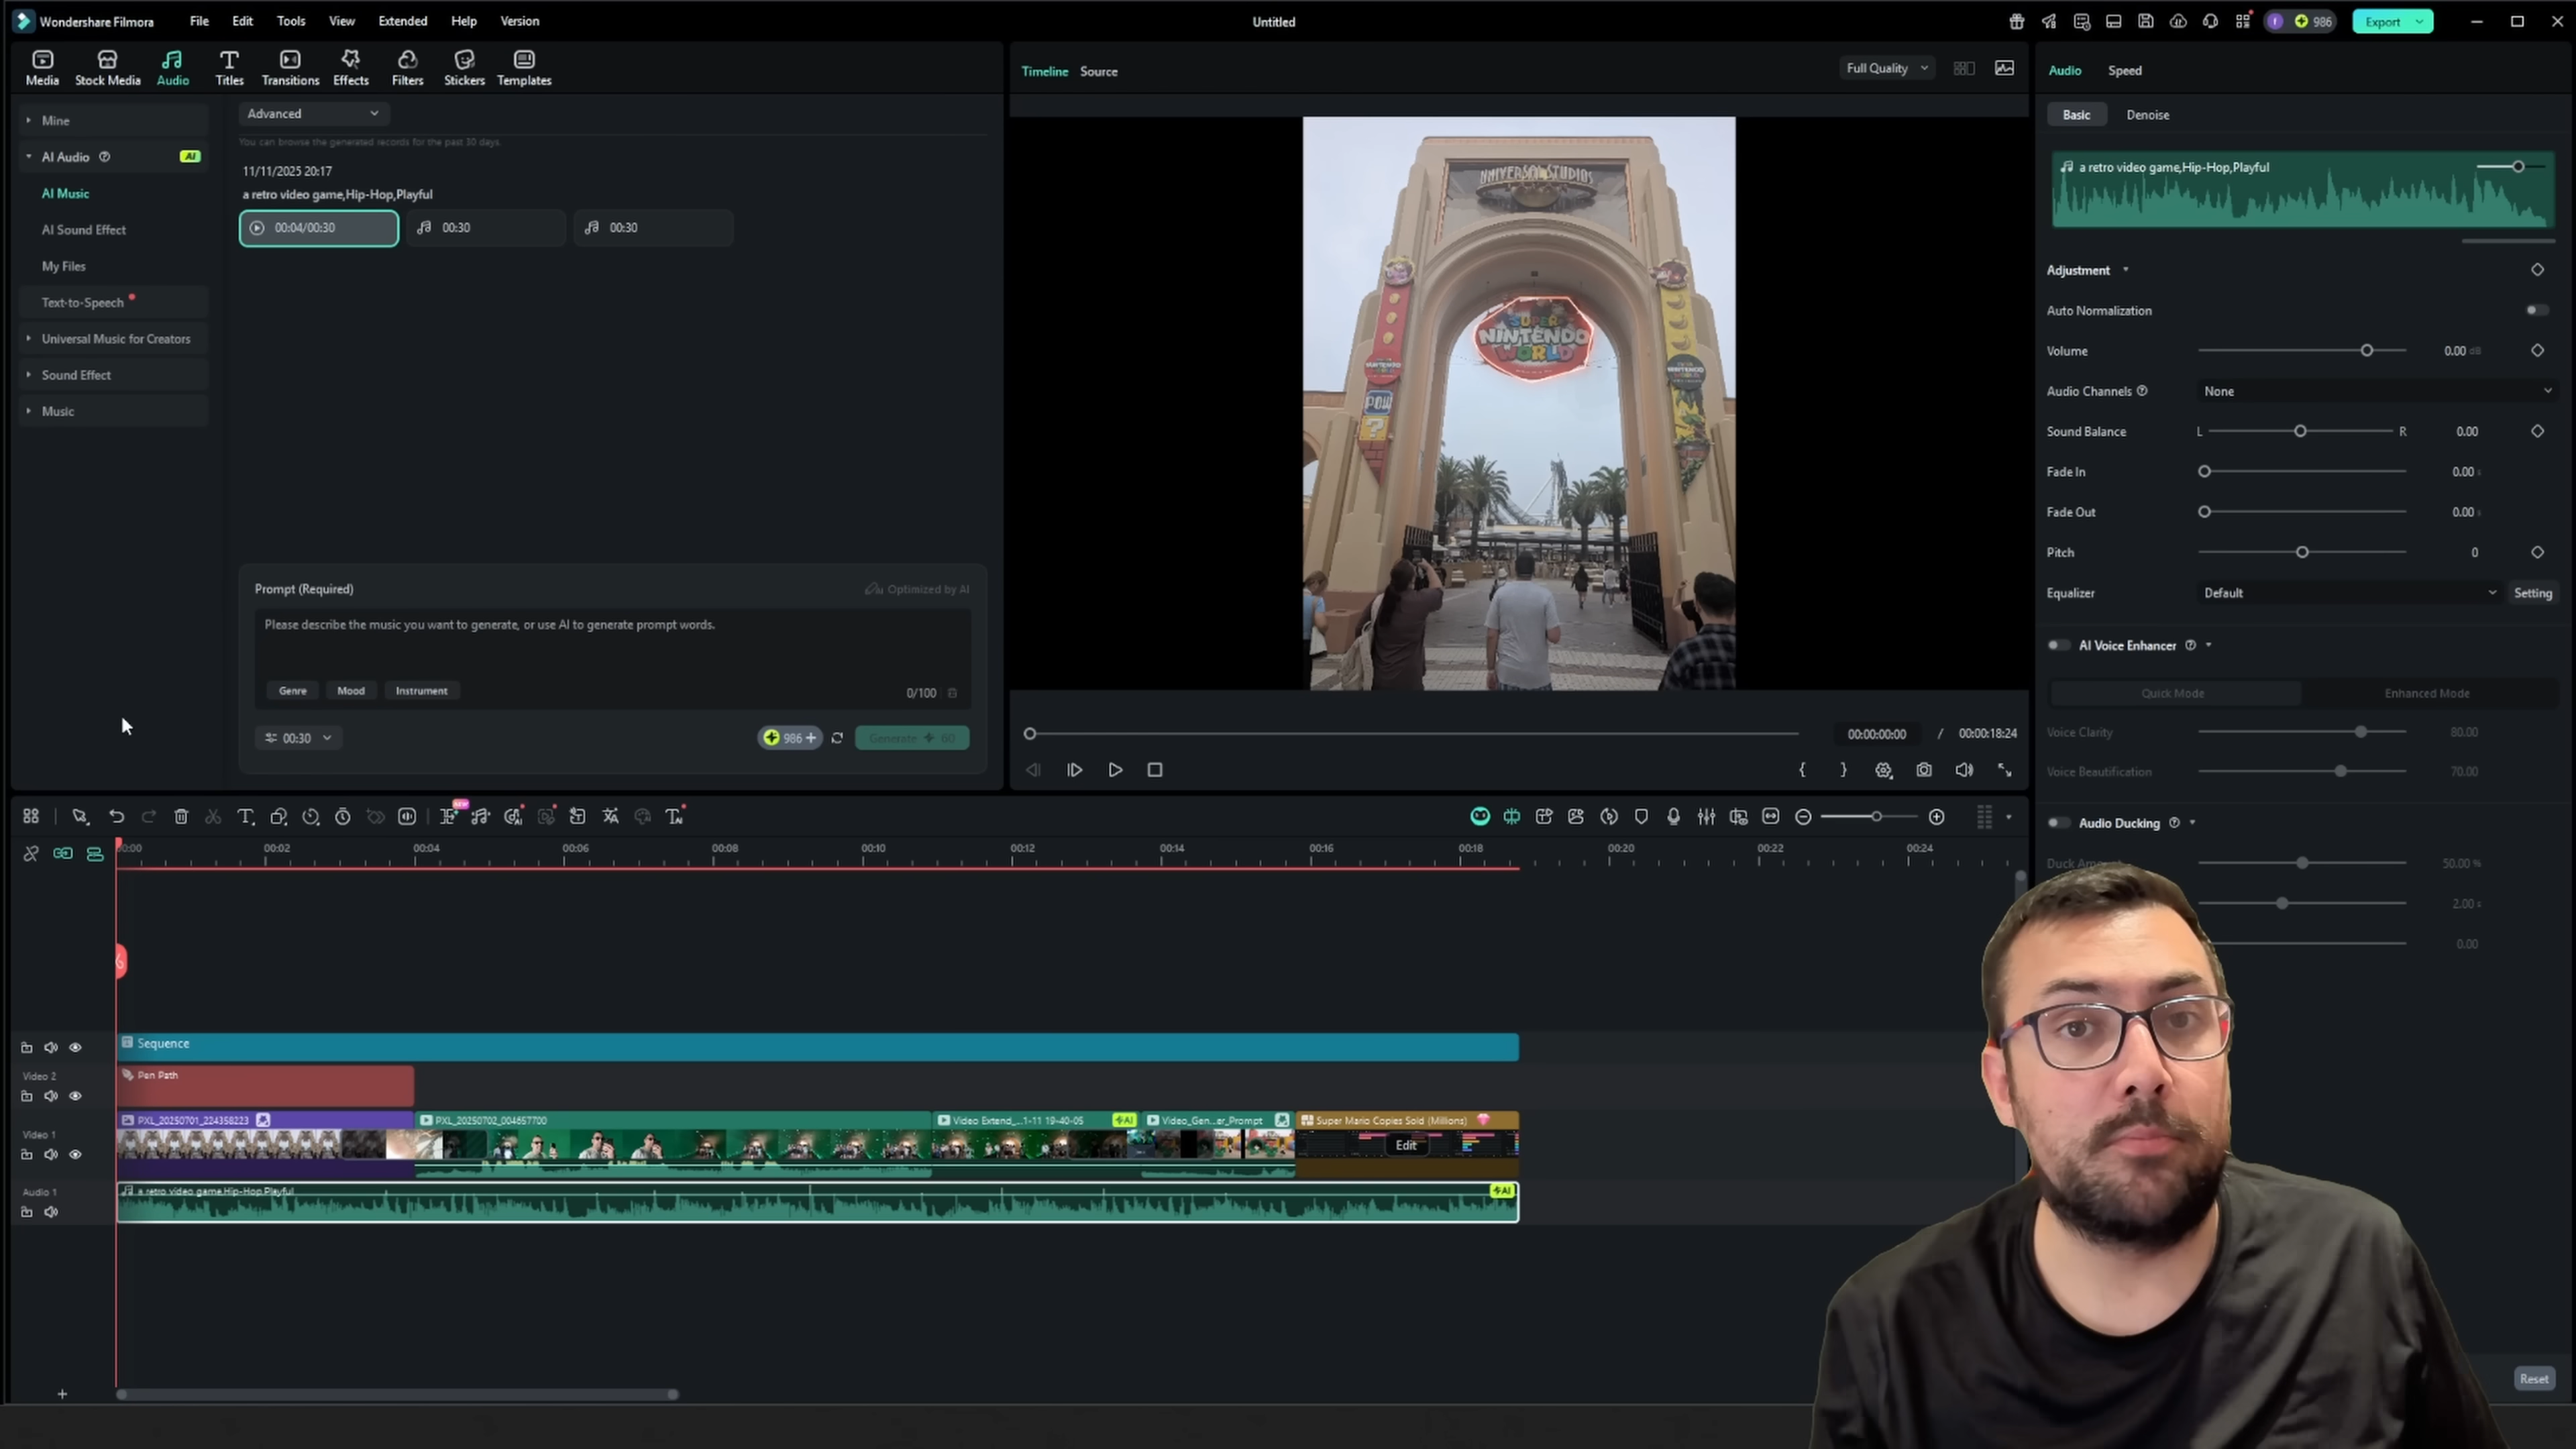 Wondershare Filmora File Edit Tools View Extended Help Version
Untitled
986
Export
Media Stock Media Audio Titles Transitions Effects Filters Stickers Templates
Mine
AI Audio AI
AI Music
AI Sound Effect
My Files
Text-to-Speech
Universal Music for Creators
Sound Effect
Music
Advanced
You can browse the generated records for the past 30 days.
11/11/2025 20:17
a retro video game,Hip-Hop,Playful
00:04/00:30 00:30 00:30
Prompt (Required) Optimized by AI
Please describe the music you want to generate, or use AI to generate prompt words.
Genre Mood Instrument 0/100
00:30 986 + Generate 60
Timeline Source Full Quality
UNIVERSAL STUDIOS
SUPER
NINTENDO
WORLD
POW
?
00:00:00:00 / 00:00:18:24
Audio Speed
Basic Denoise
a retro video game,Hip-Hop,Playful
Adjustment
Auto Normalization
Volume 0.00 dB
Audio Channels None
Sound Balance L R 0.00
Fade In 0.00 s
Fade Out 0.00 s
Pitch 0
Equalizer Default Setting
AI Voice Enhancer
Quick Mode Enhanced Mode
Voice Clarity 80.00
Voice Beautification 70.00
Audio Ducking
Duck 50.00 %
2.00 s
0.00
Reset
NEW
00:02 00:04 00:06 00:08 00:10 00:12 00:14 00:16 00:18 00:20 00:22 00:24
Sequence
Video 2
Pen Path
PXL_20250701_224358223 PXL_20250702_004657700 Video Extend_...1-11 19-40-05 AI Video_Gen...er_Prompt Super Mario Copies Sold (Millions)
Video 1
Edit
Audio 1
a retro video game,Hip-Hop,Playful AI